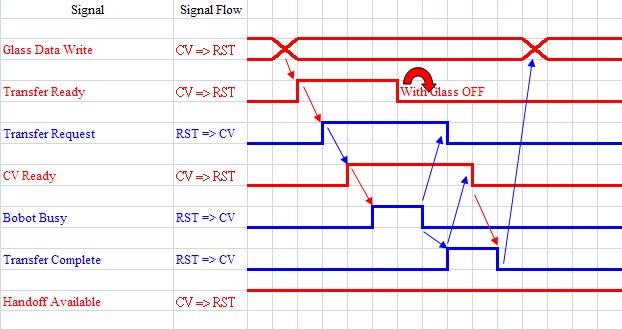 Signal Signal Flow
Glass Data Write CV => RST
Transfer Ready CV => RST With Glass OFF
Transfer Request RST => CV
CV Ready CV => RST
Bobot Busy RST => CV
Transfer Complete RST => CV
Handoff Available CV => RST